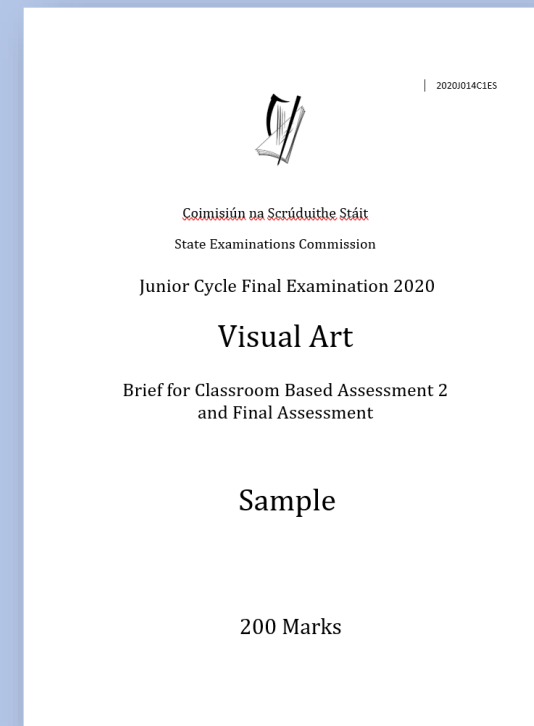 2020J014C1ES
Coimisiún na Scrúduithe Stáit
State Examinations Commission
Junior Cycle Final Examination 2020
Visual Art
Brief for Classroom Based Assessment 2
and Final Assessment
Sample
200 Marks